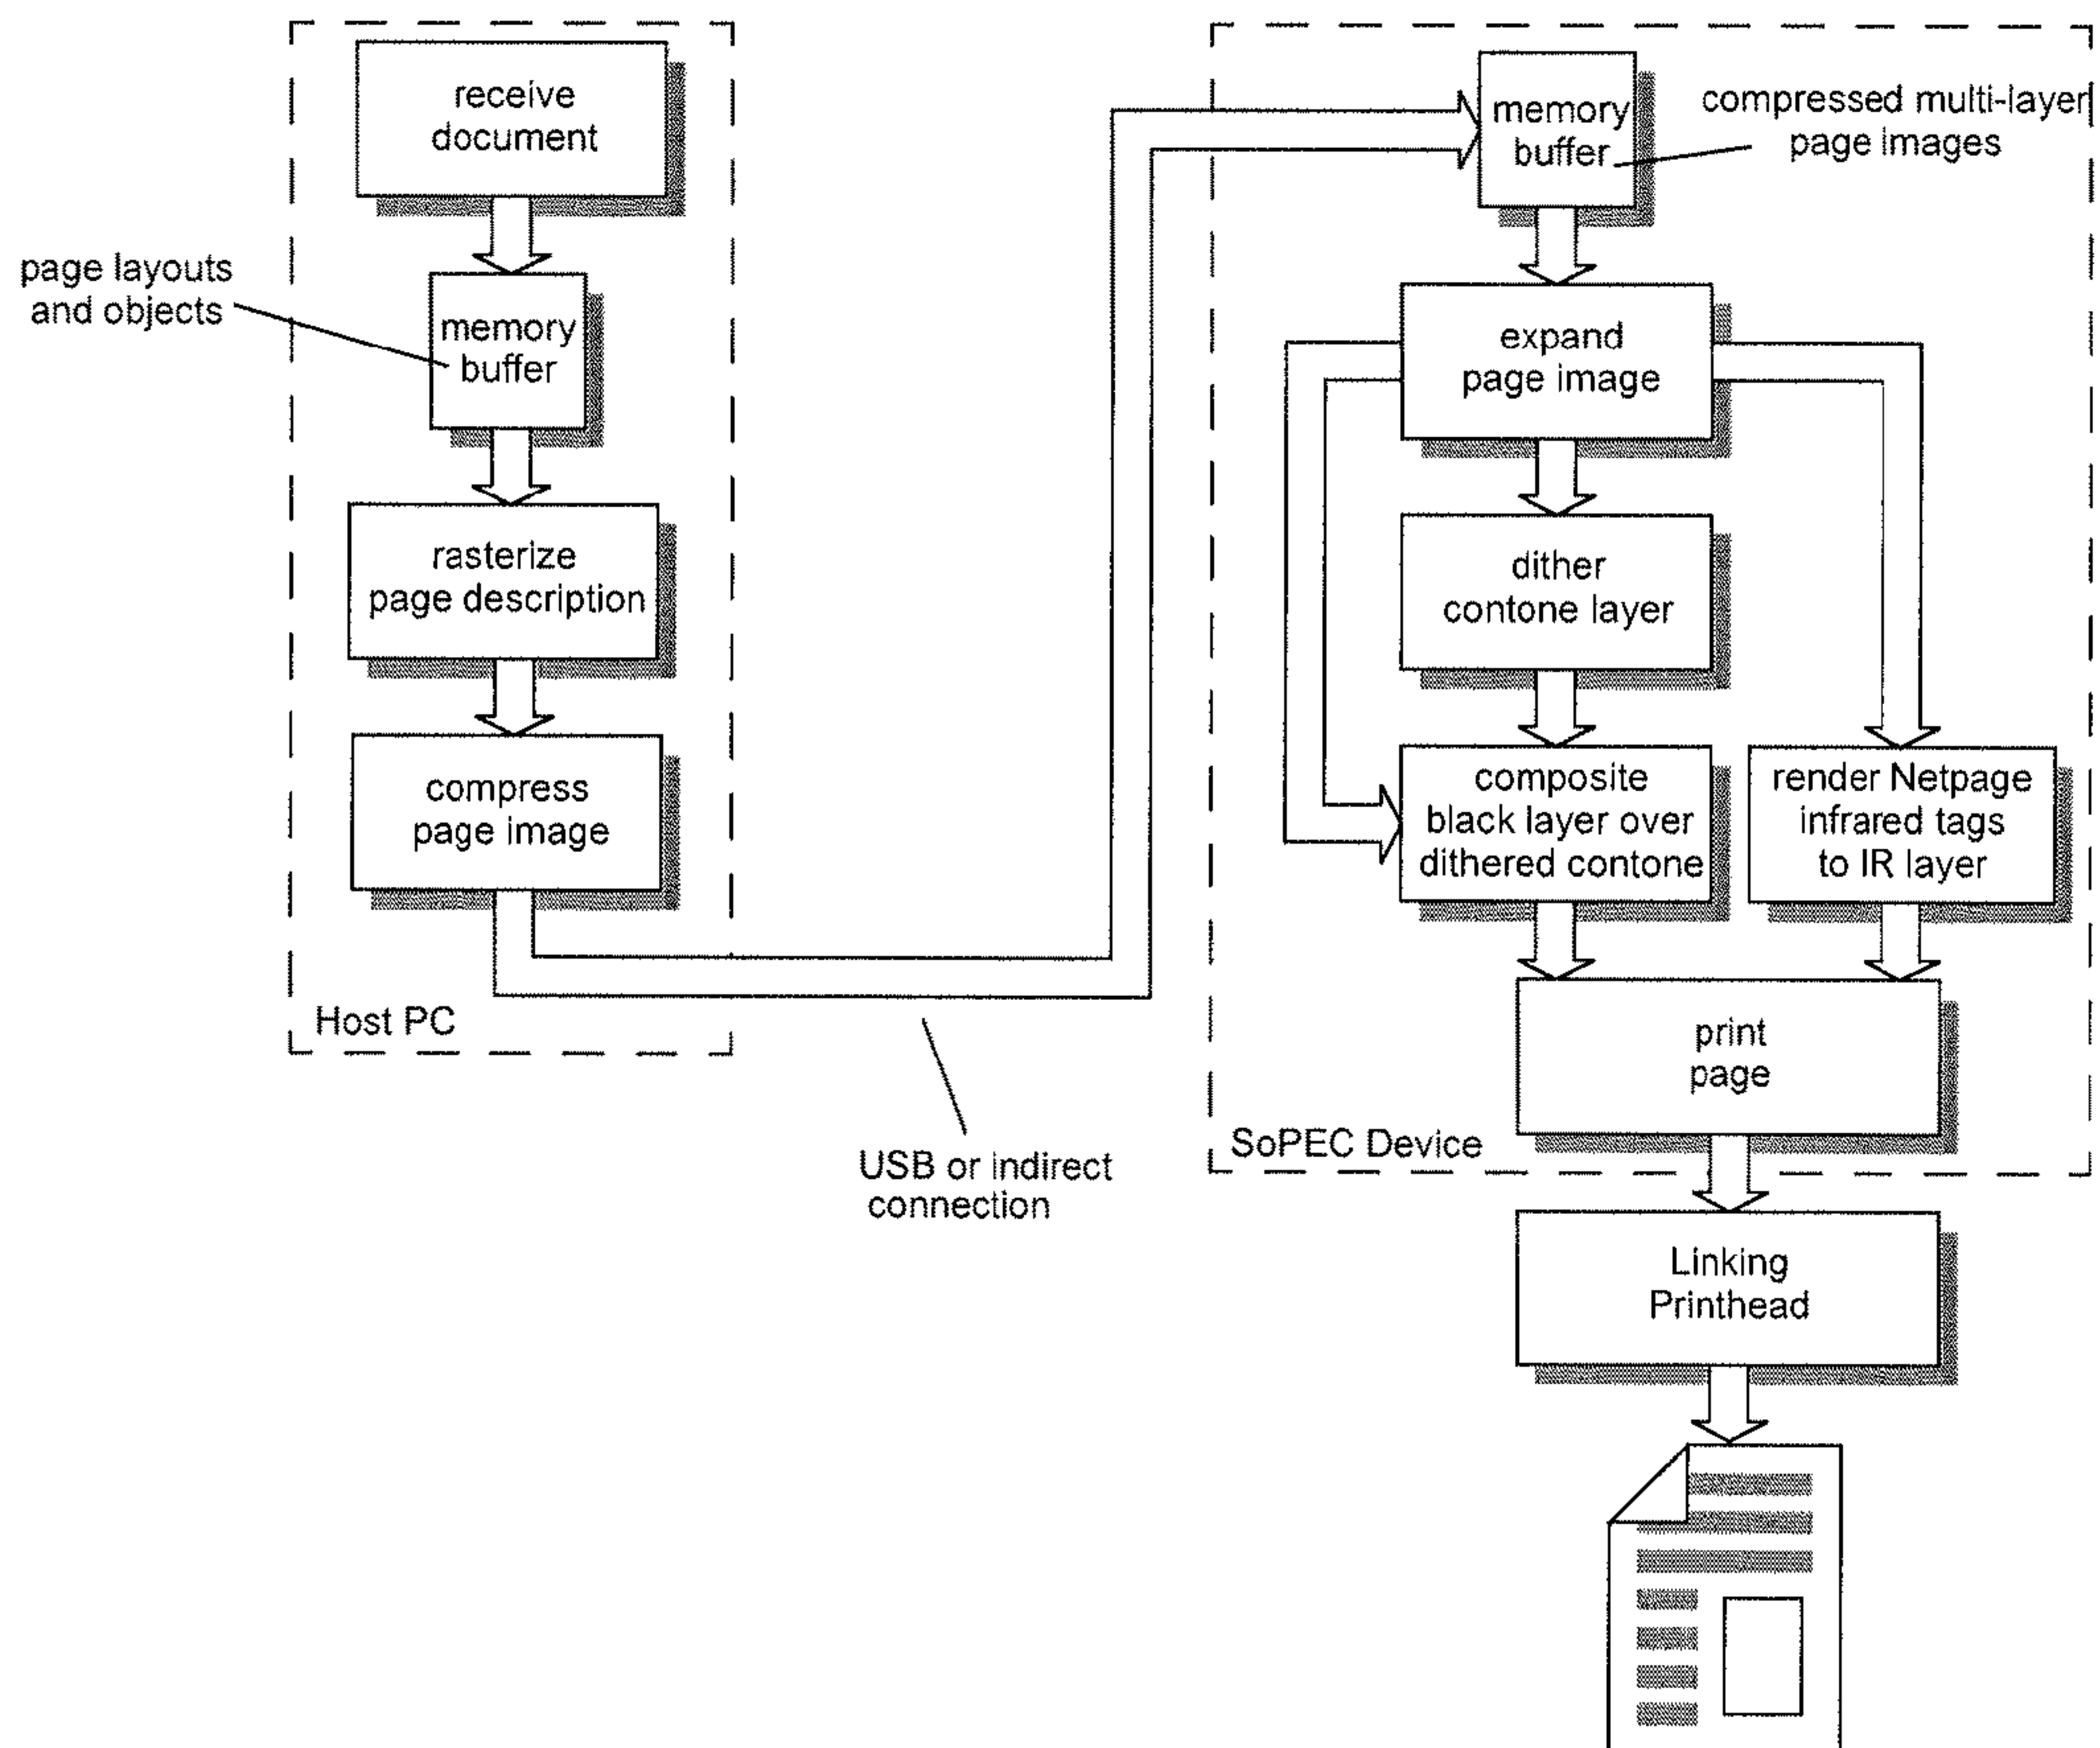 receive
document
page layouts
and objects
memory
buffer
rasterize
page description
compress
page image
Host PC
USB or indirect
connection
memory
buffer
compressed multi-layer
page images
expand
page image
dither
contone layer
composite
black layer over
dithered contone
render Netpage
infrared tags
to IR layer
print
page
SoPEC Device
Linking
Printhead